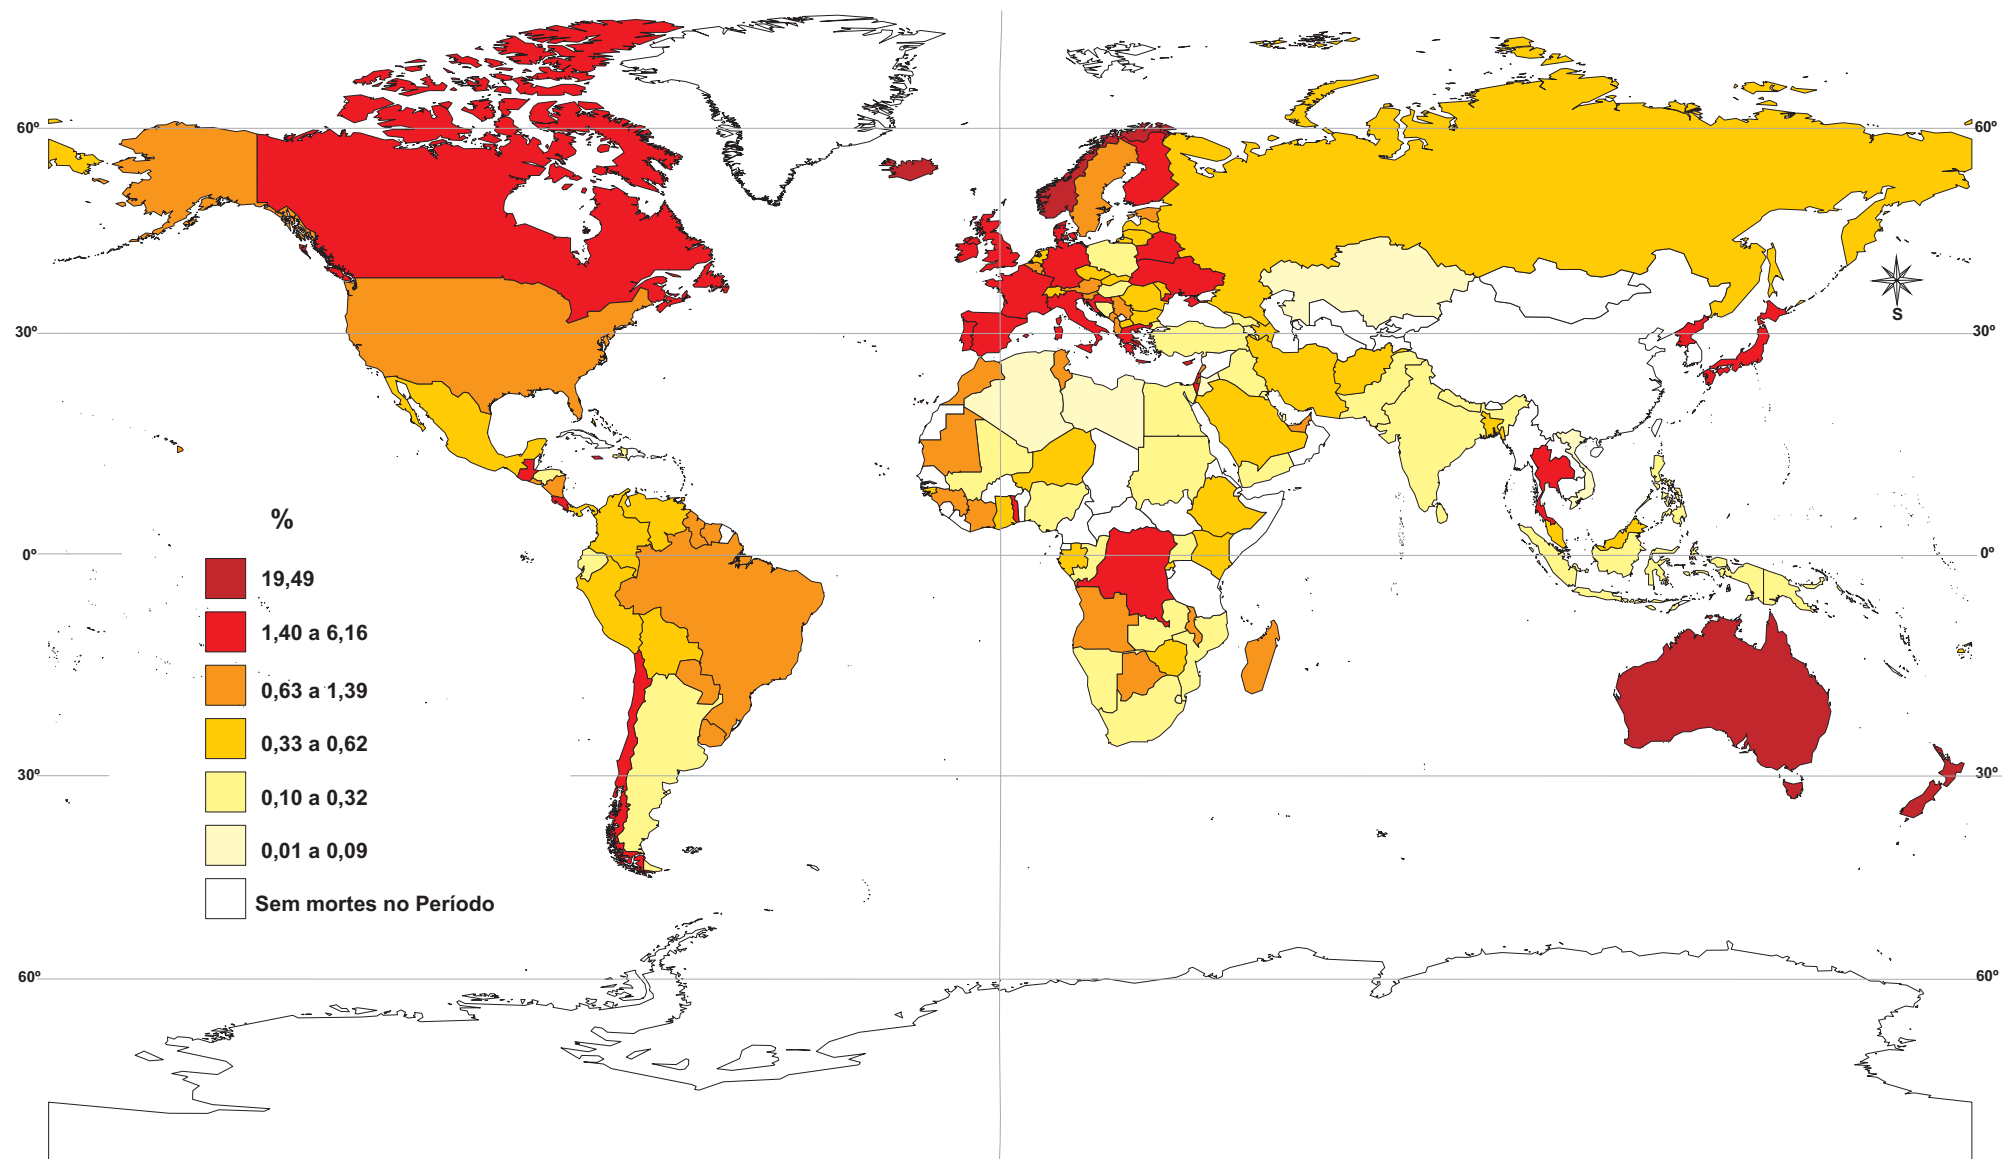 60º
60º
S
30º
30º
%
0º
0º
19,49
1,40 a 6,16
0,63 a 1,39
0,33 a 0,62
30º
30º
0,10 a 0,32
0,01 a 0,09
Sem mortes no Período
60º
60º